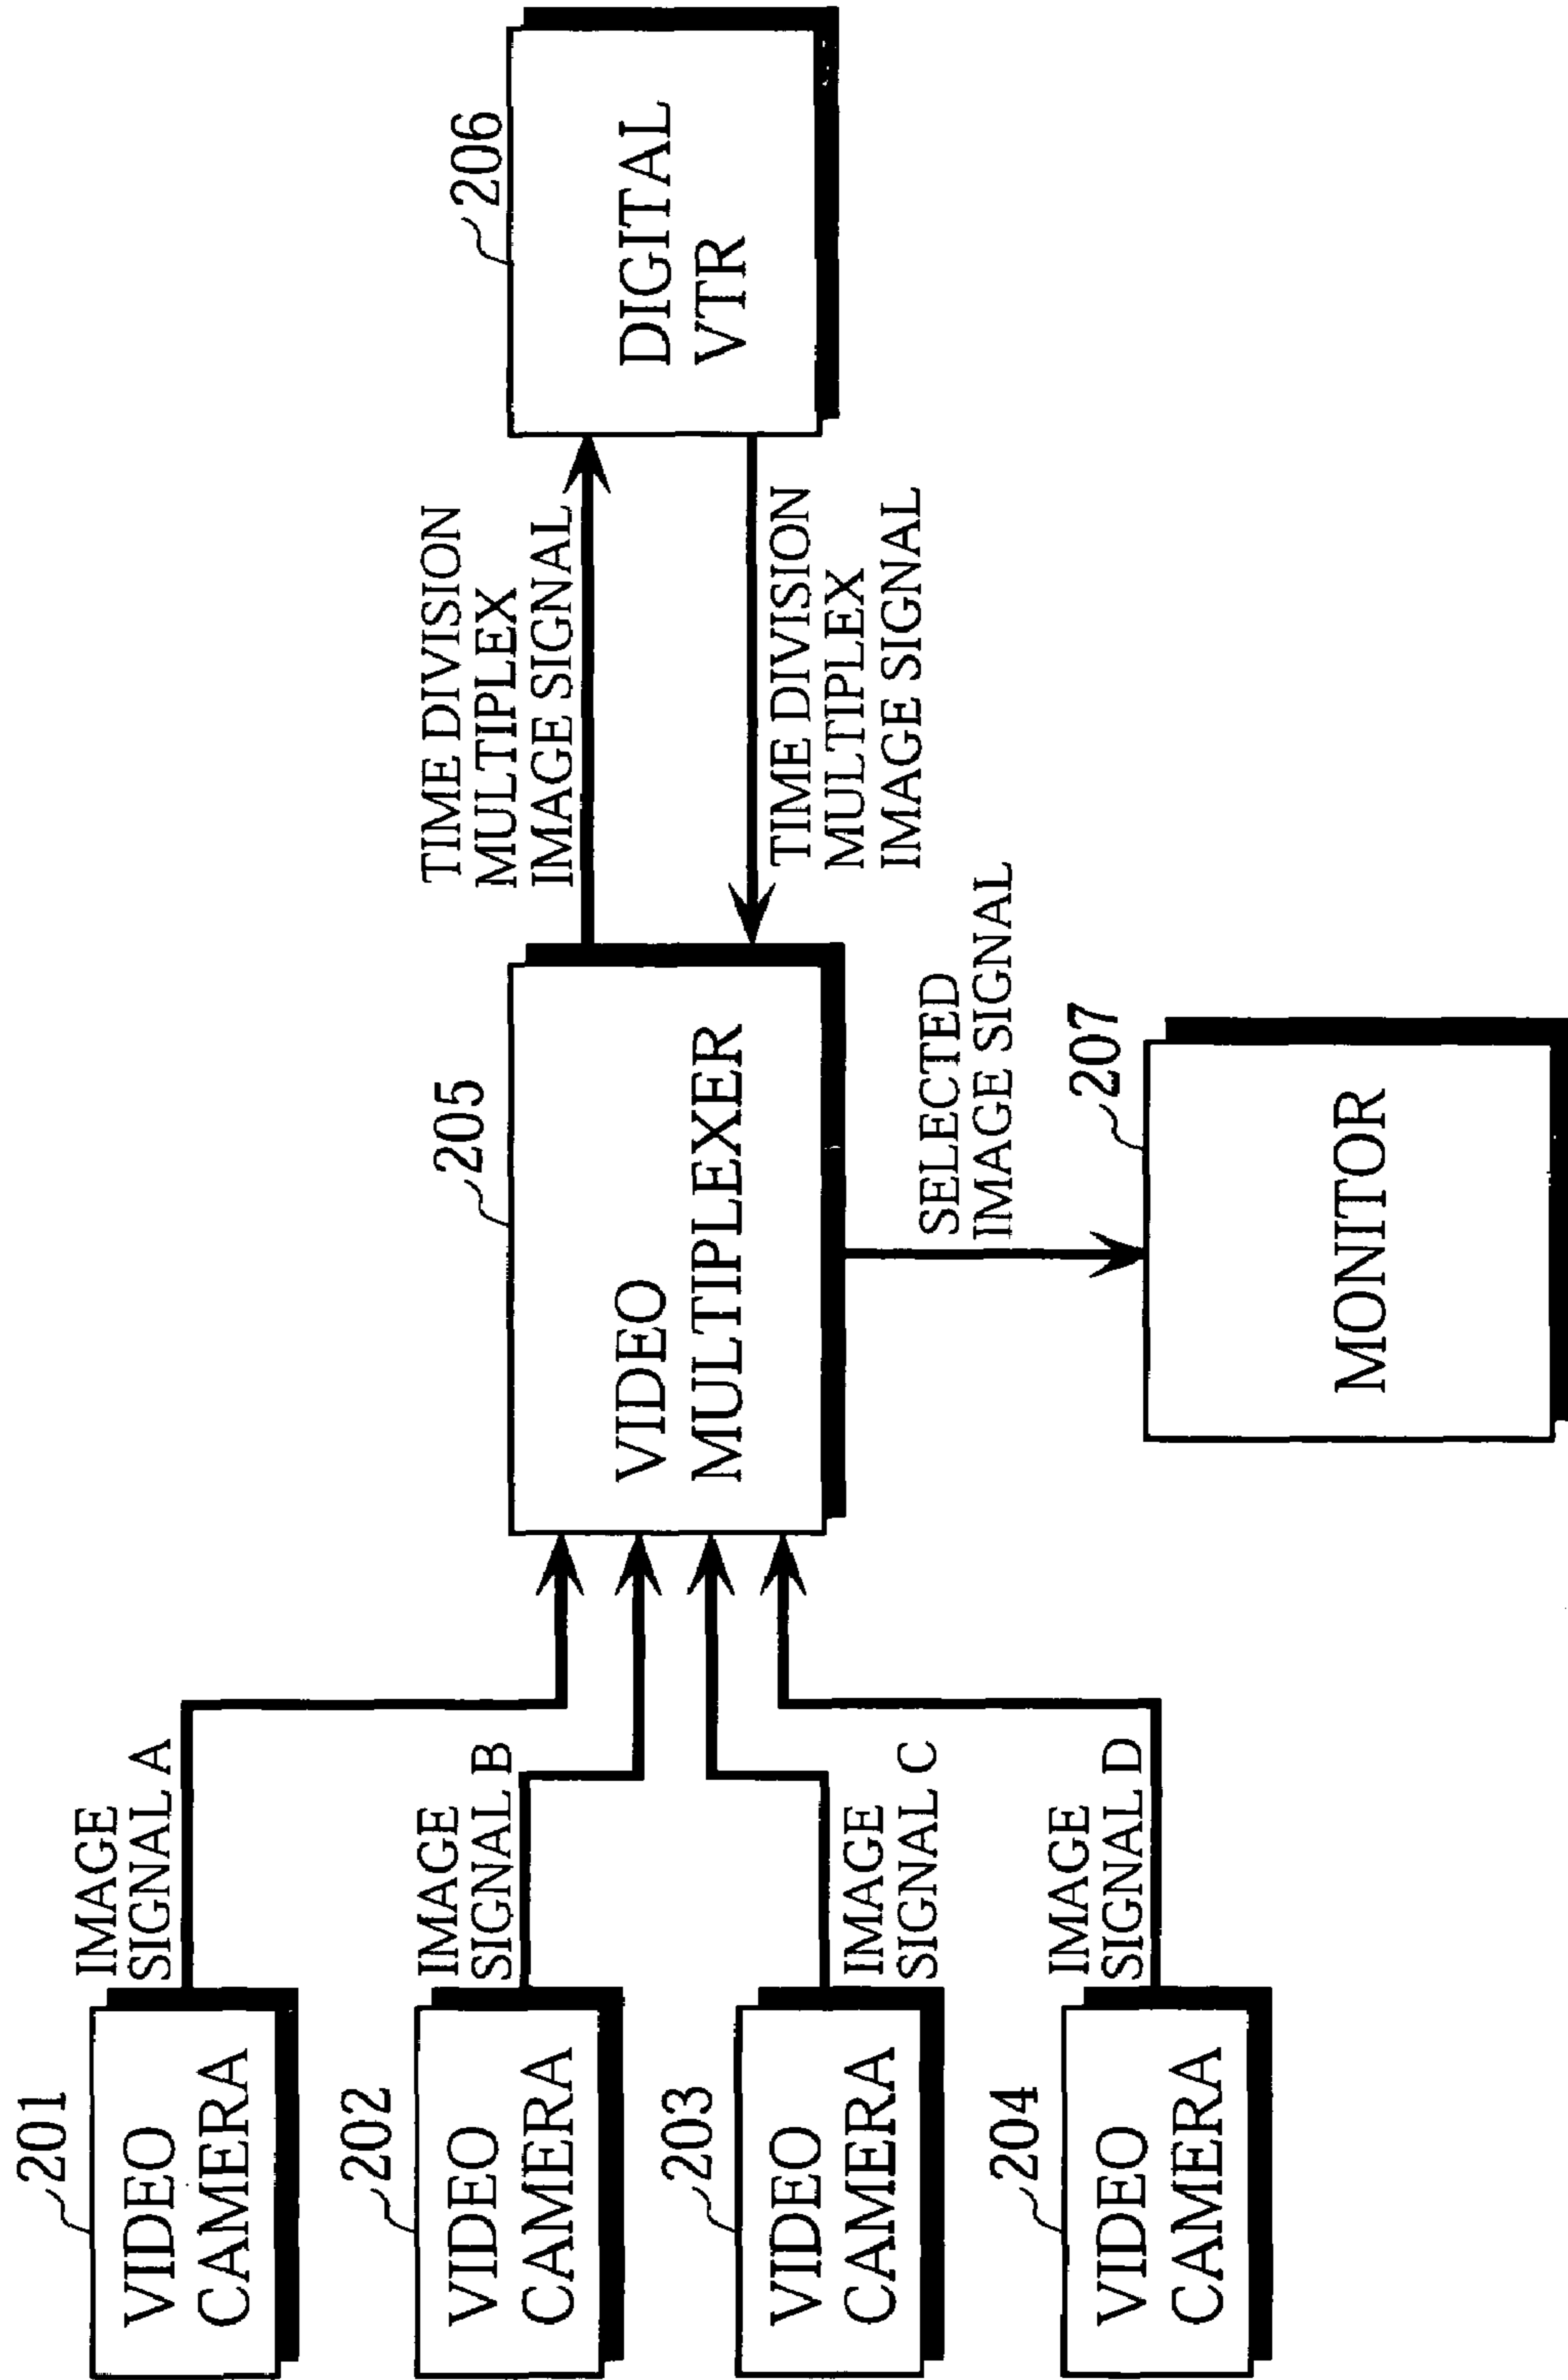 201
VIDEO
CAMERA
IMAGE
SIGNAL A
202
VIDEO
CAMERA
IMAGE
SIGNAL B
203
VIDEO
CAMERA
IMAGE
SIGNAL C
204
VIDEO
CAMERA
IMAGE
SIGNAL D
205
VIDEO
MULTIPLEXER
TIME DIVISION
MULTIPLEX
IMAGE SIGNAL
TIME DIVISION
MULTIPLEX
IMAGE SIGNAL
206
DIGITAL
VTR
SELECTED
IMAGE SIGNAL
207
MONITOR